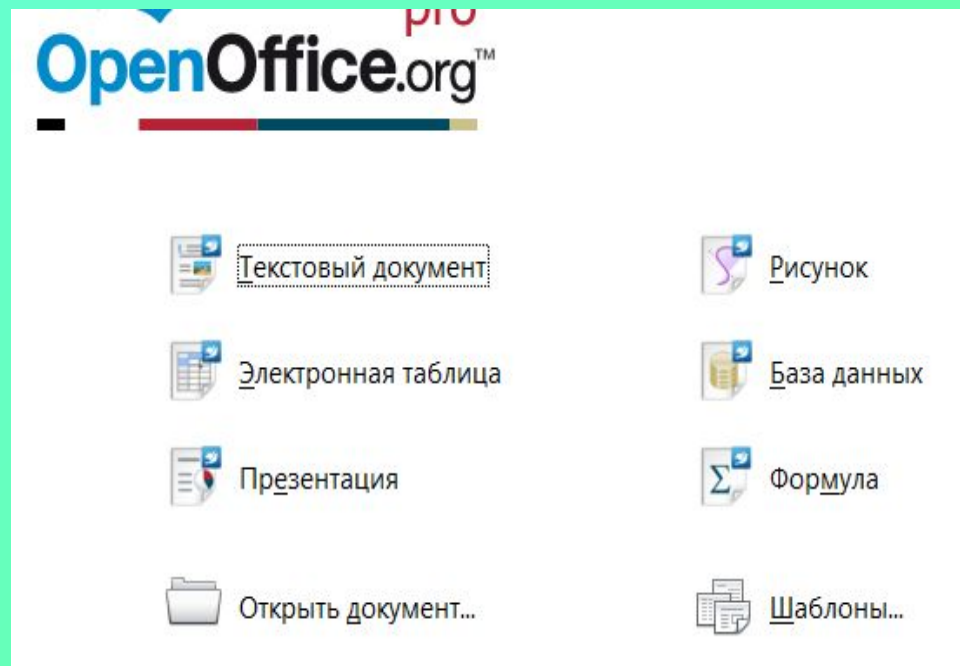 pro
OpenOffice.org™
Текстовый документ
Рисунок
Электронная таблица
База данных
Презентация
Формула
Открыть документ...
Шаблоны...